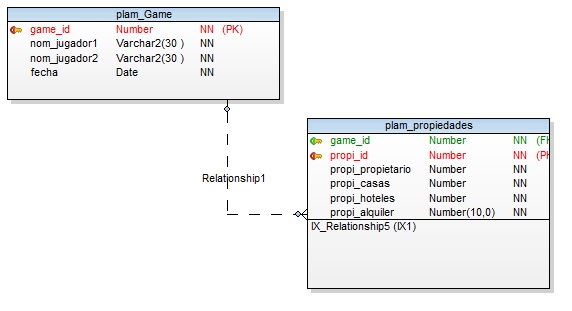 plam_Game
game_id Number NN (PK)
nom_jugador1 Varchar2(30 ) NN
nom_jugador2 Varchar2(30 ) NN
fecha Date NN
Relationship1
plam_propiedades
game_id Number NN (FK
propi_id Number NN (PK
propi_propietario Number NN
propi_casas Number NN
propi_hoteles Number NN
propi_alquiler Number(10,0) NN
IX_Relationship5 (IX1)